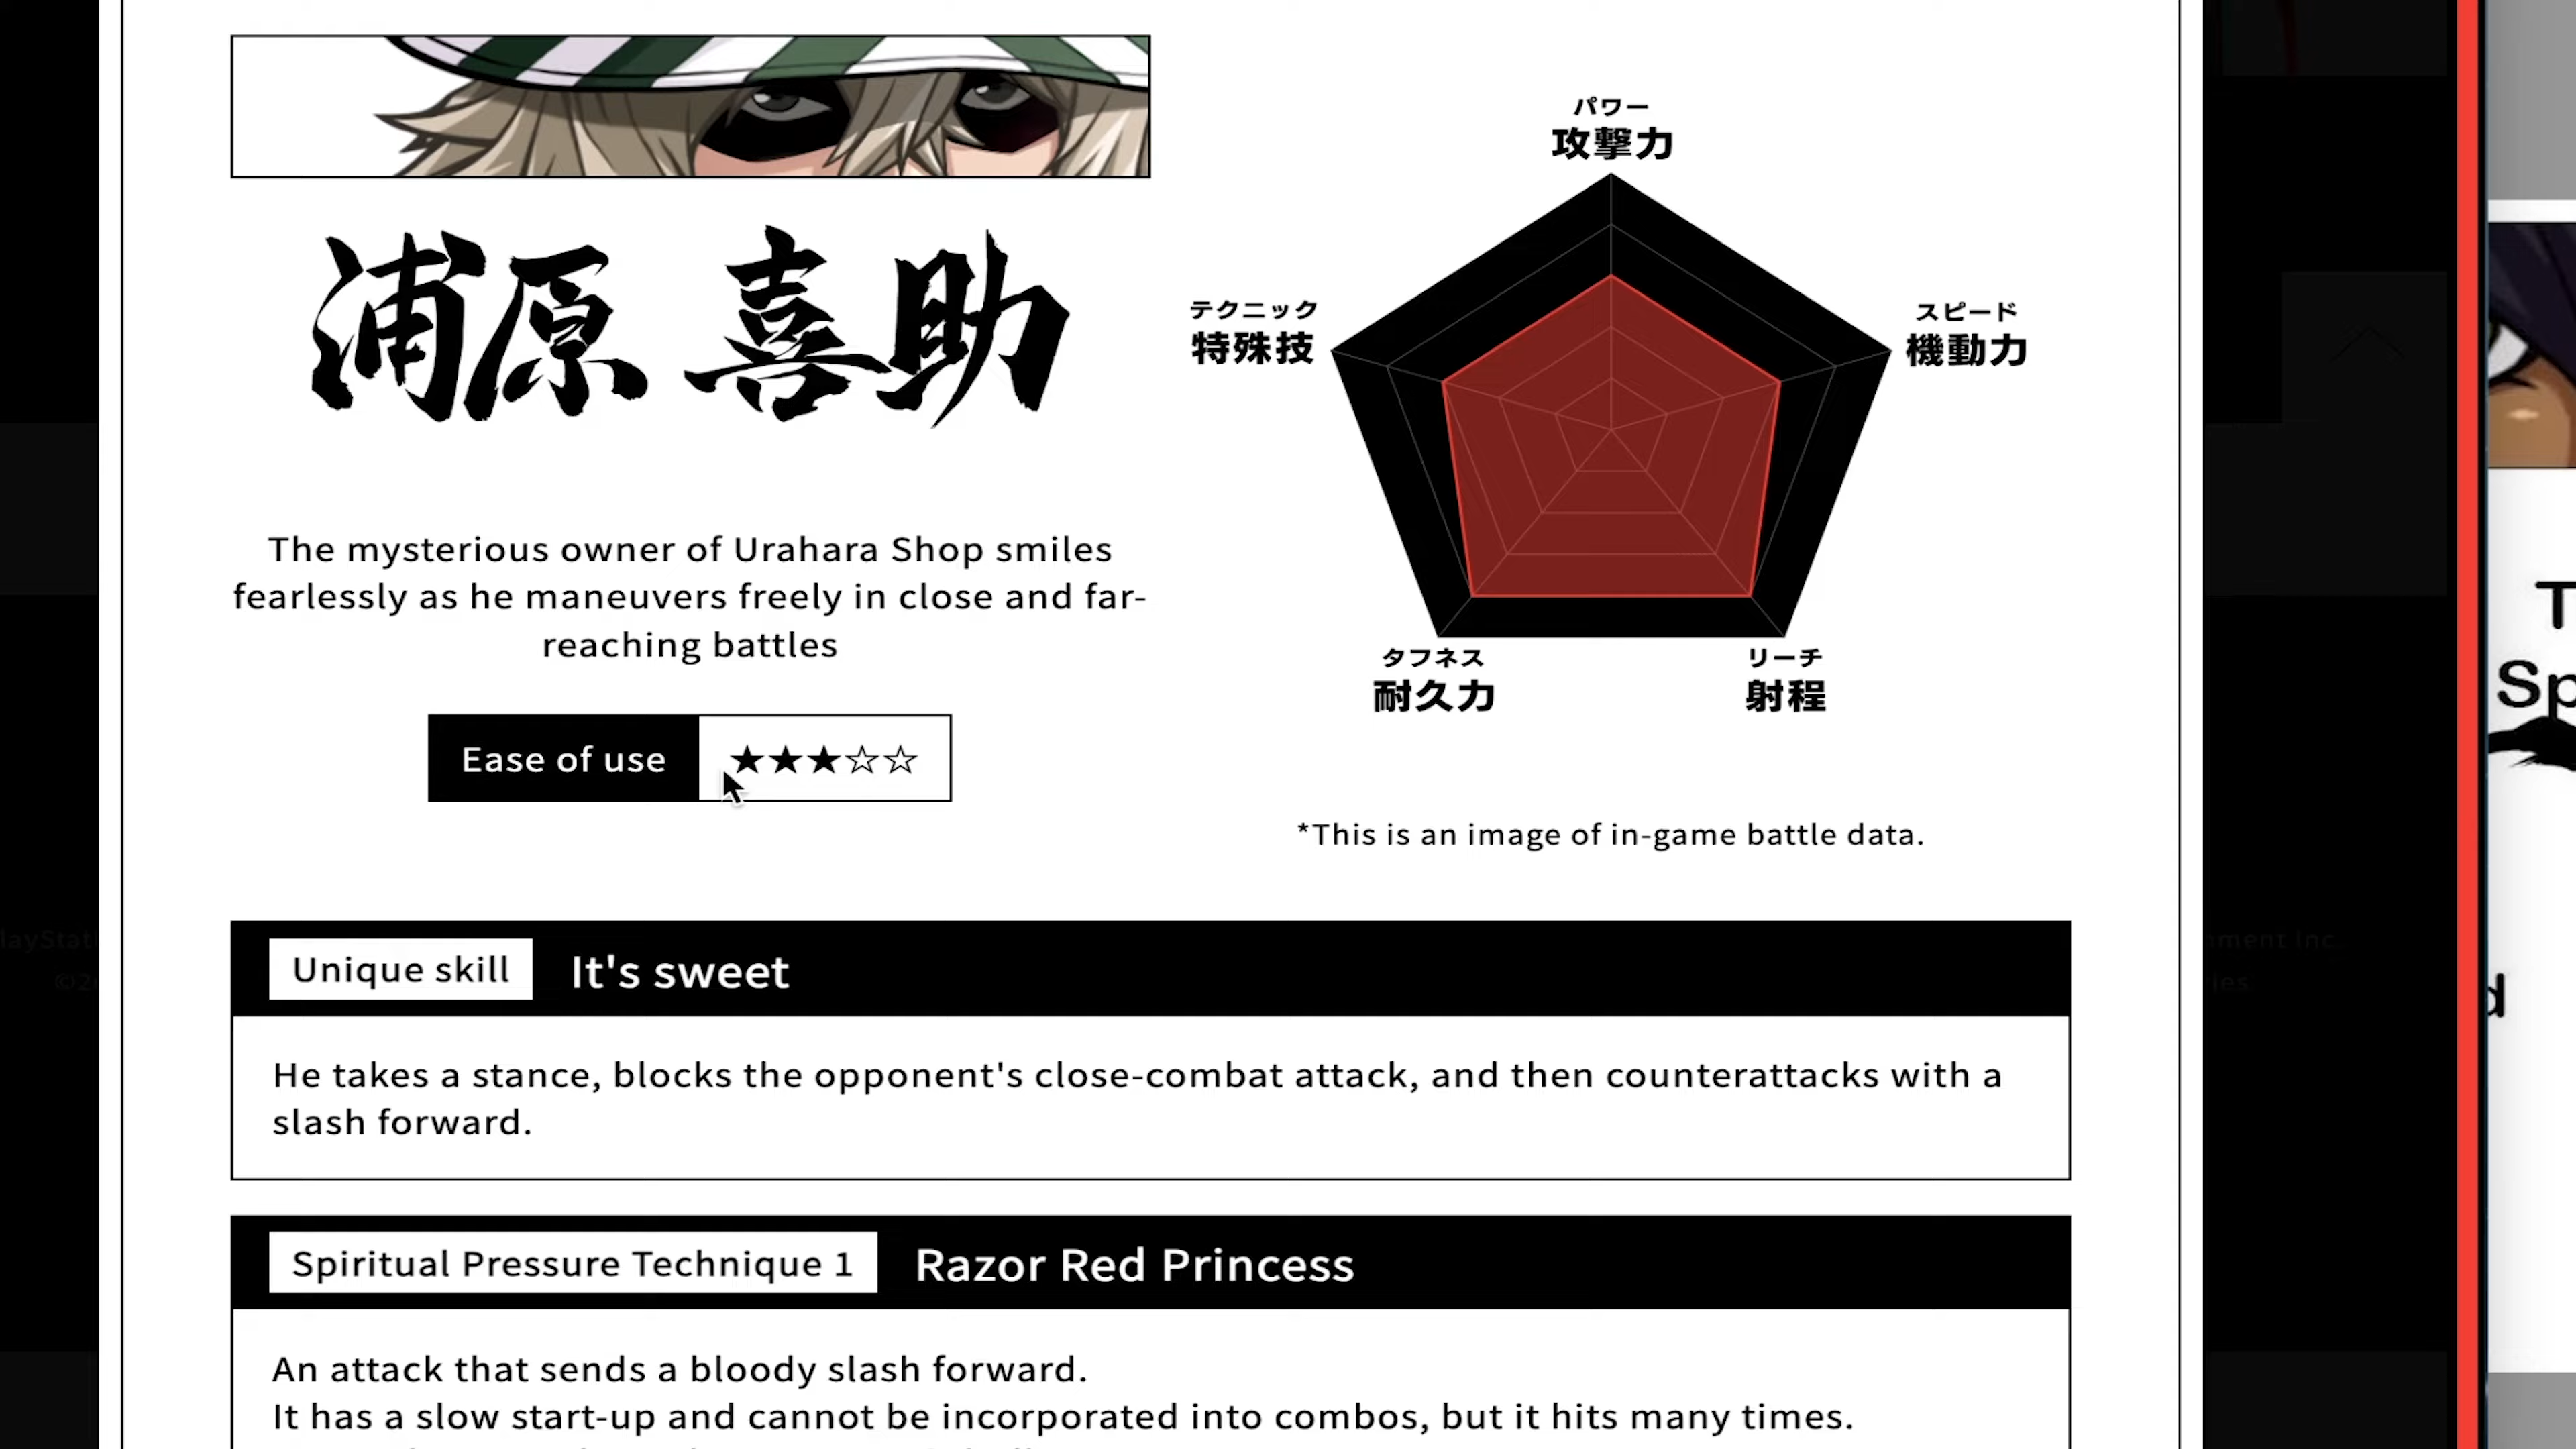 浦原 喜助
The mysterious owner of Urahara Shop smiles
fearlessly as he maneuvers freely in close and far-
reaching battles
Ease of use ★★★☆☆
パワー
攻撃力
テクニック
特殊技
スピード
機動力
タフネス
耐久力
リーチ
射程
*This is an image of in-game battle data.
Unique skill It's sweet
He takes a stance, blocks the opponent's close-combat attack, and then counterattacks with a
slash forward.
Spiritual Pressure Technique 1 Razor Red Princess
An attack that sends a bloody slash forward.
It has a slow start-up and cannot be incorporated into combos, but it hits many times.